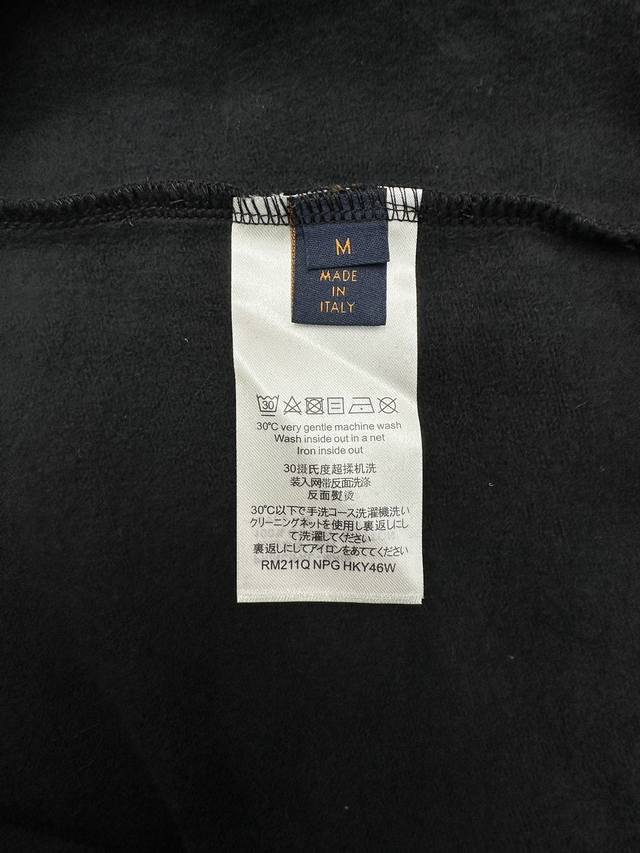 M
MADE
IN
ITALY
30
30℃ very gentle machine wash
Wash inside out in a net
Iron inside out
30摄氏度超揉机洗
装入网带反面洗涤
反面熨烫
30℃以下で手洗コース洗濯機洗い
クリーニングネットを使用し裏返しにし
て洗濯してください
裏返しにしてアイロンをあててください
RM211Q NPG HKY46W